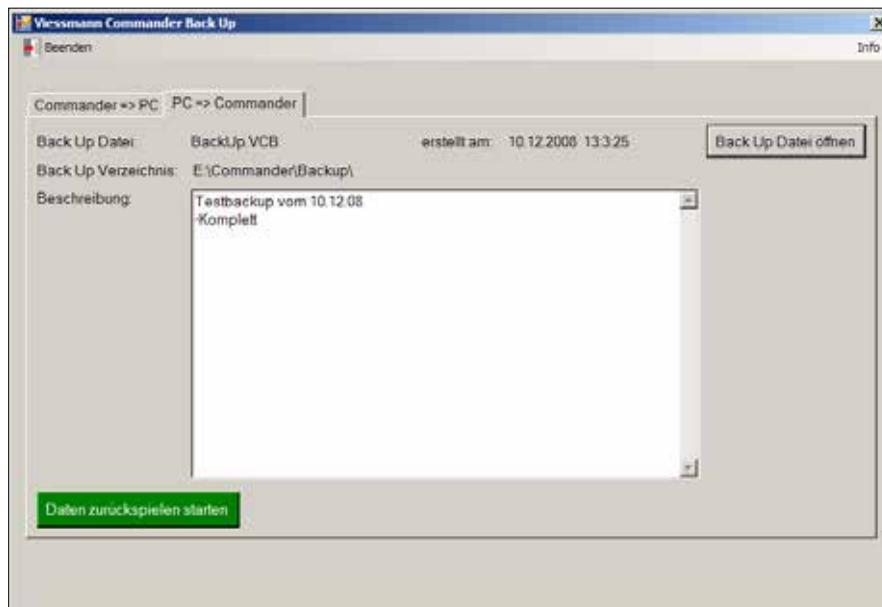 Viessmann Commander Back Up
Beenden Info
Commander => PC PC => Commander
Back Up Datei: BackUp.VCB erstellt am: 10.12.2008 13:3:25 Back Up Datei öffnen
Back Up Verzeichnis: E:\Commander\Backup\
Beschreibung: Testbackup vom 10.12.08
-Komplett
Daten zurückspielen starten